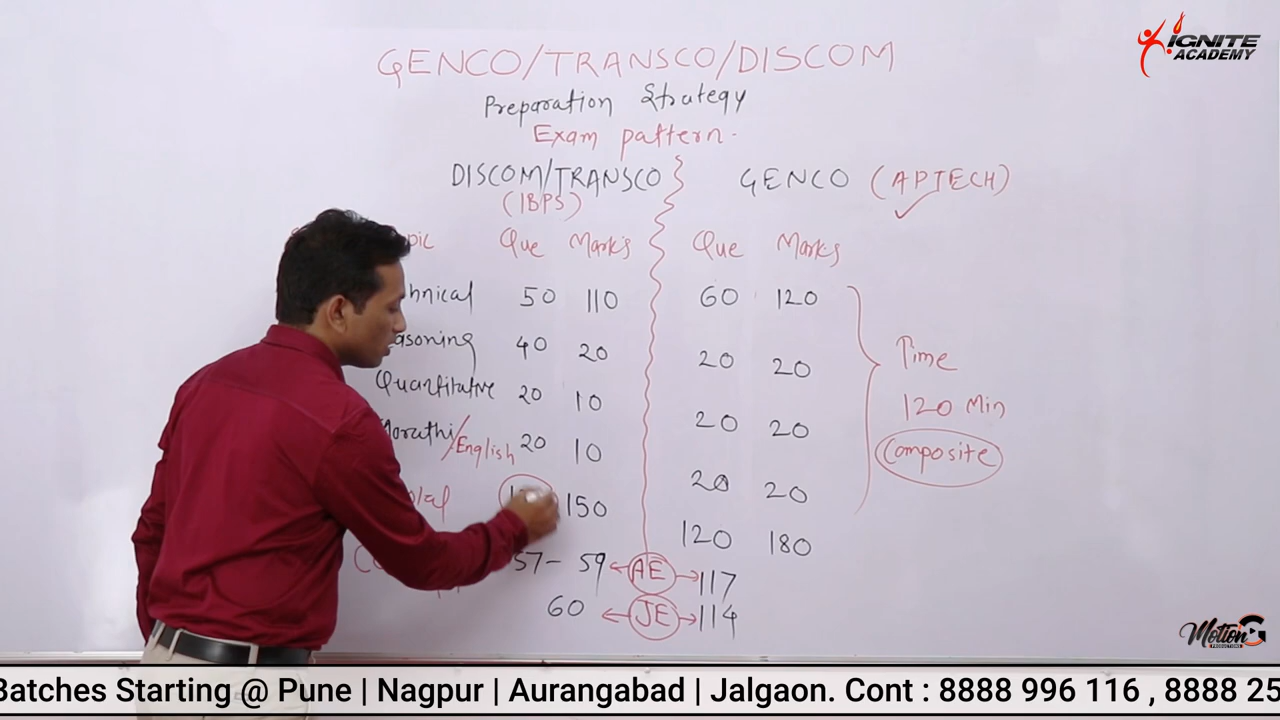 IGNITE
ACADEMY
GENCO/TRANSCO/DISCOM
Preparation Strategy
Exam pattern.
DISCOM/TRANSCO GENCO (APTECH)
(IBPS)
Que Mark's Que Marks
50 110 60 120
40 20 20 20
Quantitative 20 10 20 20
/English 20 10 20 20
150 120 180
57- 59 AE 117
60 JE 114
Time
120 Min
Composite
Motion G
PRODUCTIONS
Batches Starting @ Pune | Nagpur | Aurangabad | Jalgaon. Cont : 8888 996 116 , 8888 25